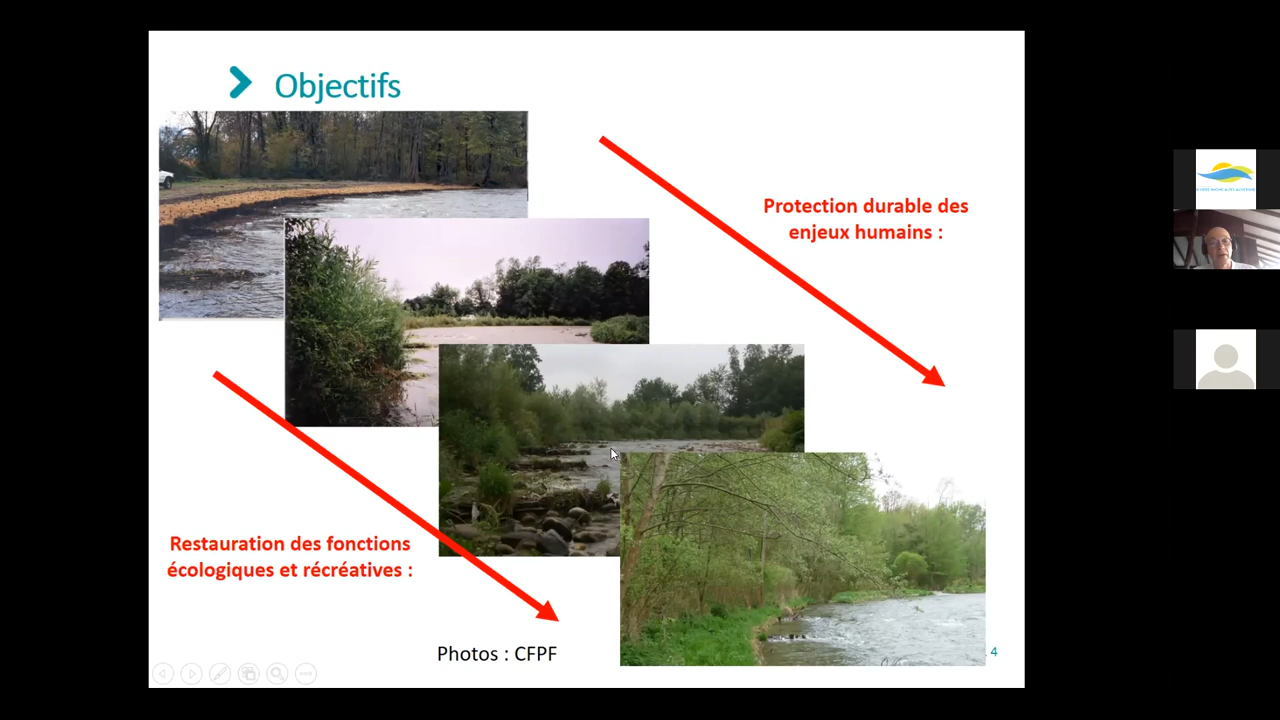 Objectifs
Protection durable des
enjeux humains :
Restauration des fonctions
écologiques et récréatives :
Photos : CFPF
4